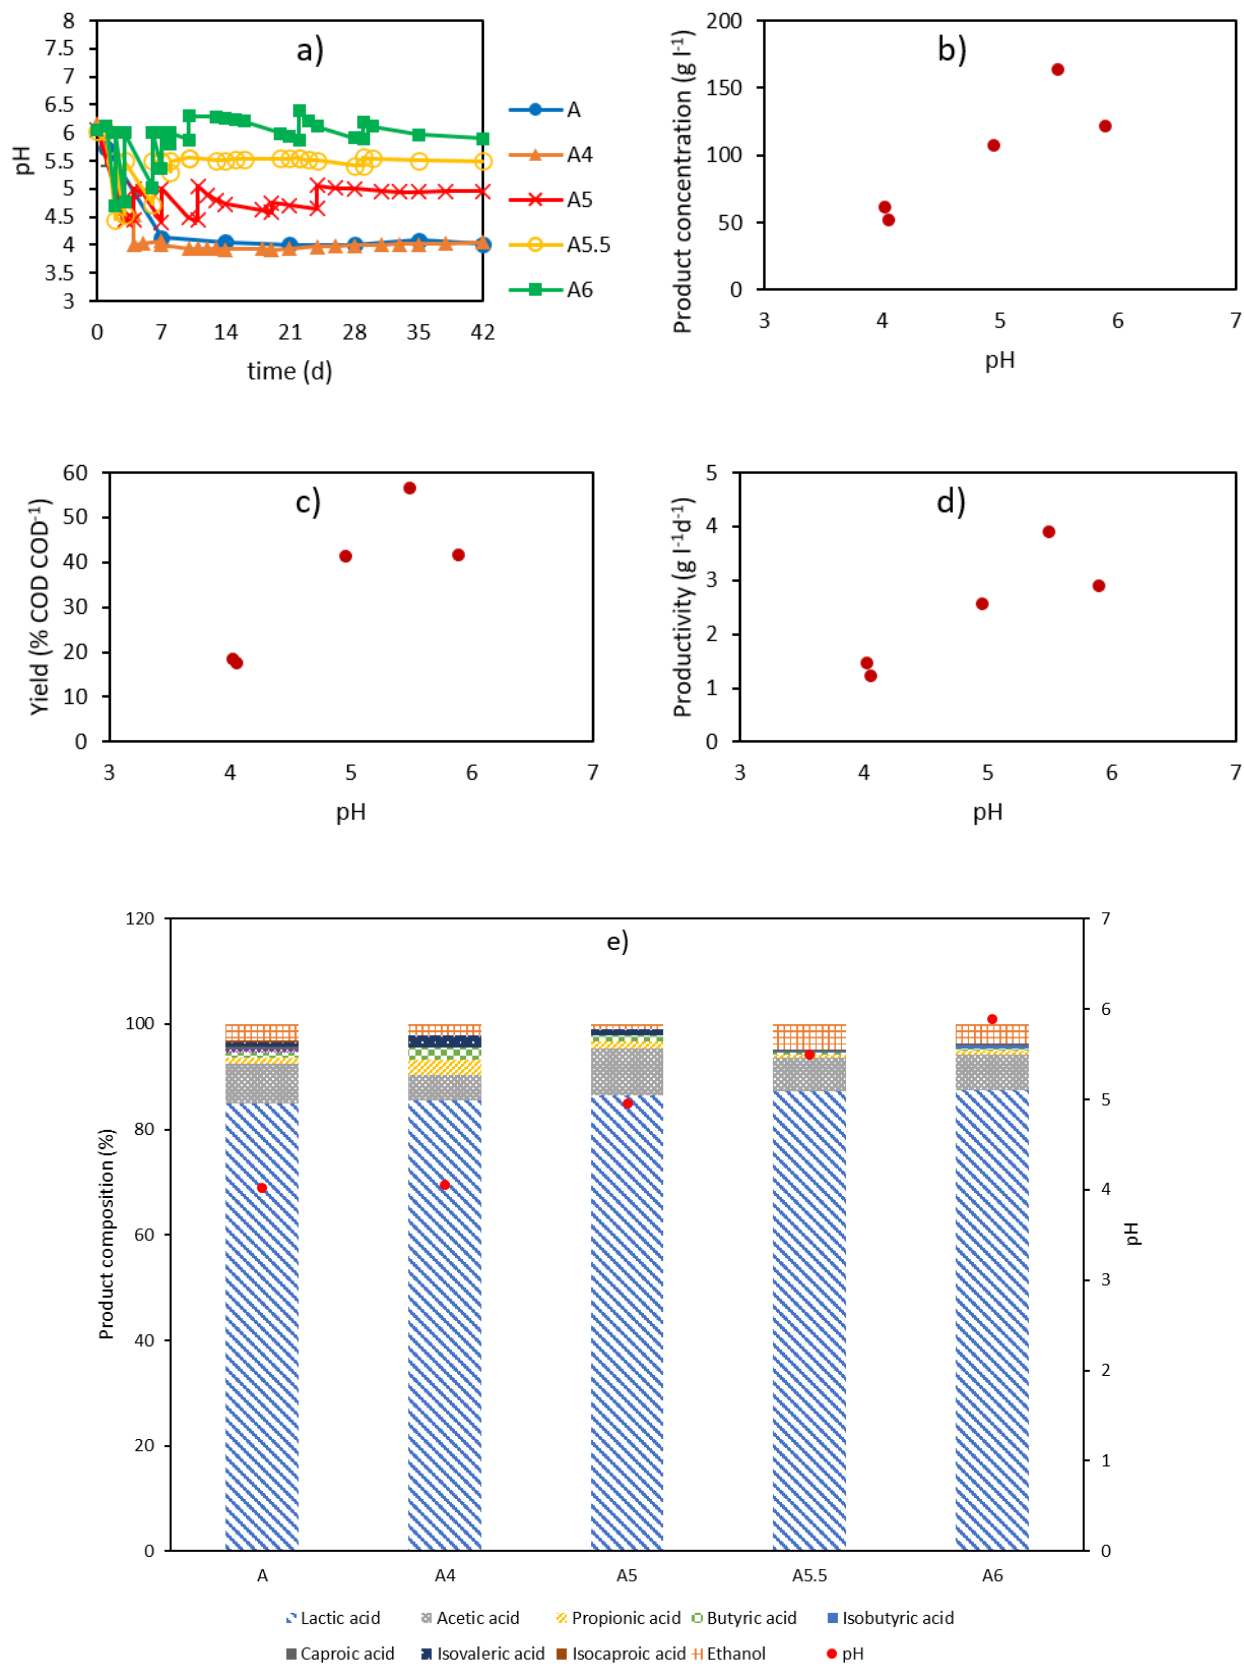 a)
pH
8
7.5
7
6.5
6
5.5
5
4.5
4
3.5
3
0 7 14 21 28 35 42
time (d)
A
A4
A5
A5.5
A6
b)
Product concentration (g l-1)
200
150
100
50
0
3 4 5 6 7
pH
c)
Yield (% COD COD-1)
60
50
40
30
20
10
0
3 4 5 6 7
pH
d)
Productivity (g l-1d-1)
5
4
3
2
1
0
3 4 5 6 7
pH
e)
Product composition (%)
120
100
80
60
40
20
0
7
6
5
4
3
2
1
0
pH
A A4 A5 A5.5 A6
Lactic acid Acetic acid Propionic acid Butyric acid Isobutyric acid
Caproic acid Isovaleric acid Isocaproic acid Ethanol pH